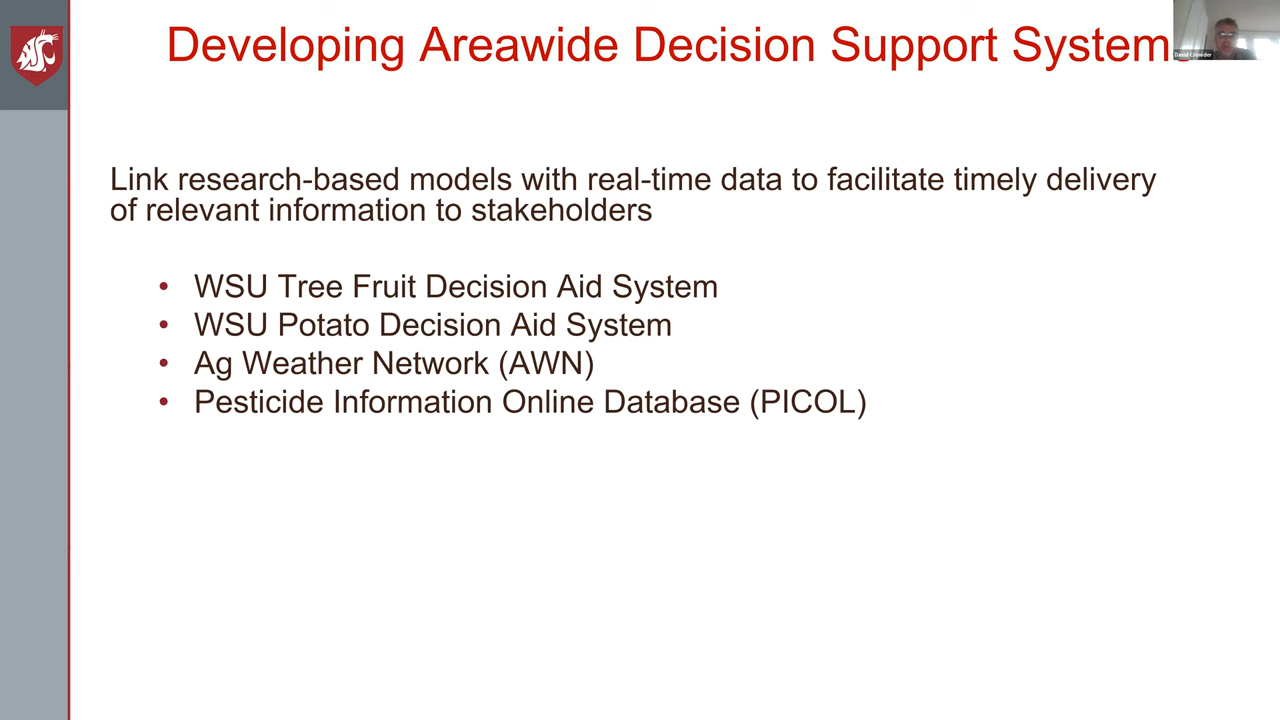 Developing Areawide Decision Support Systems
Link research-based models with real-time data to facilitate timely delivery
of relevant information to stakeholders
• WSU Tree Fruit Decision Aid System
• WSU Potato Decision Aid System
• Ag Weather Network (AWN)
• Pesticide Information Online Database (PICOL)
David Crowder